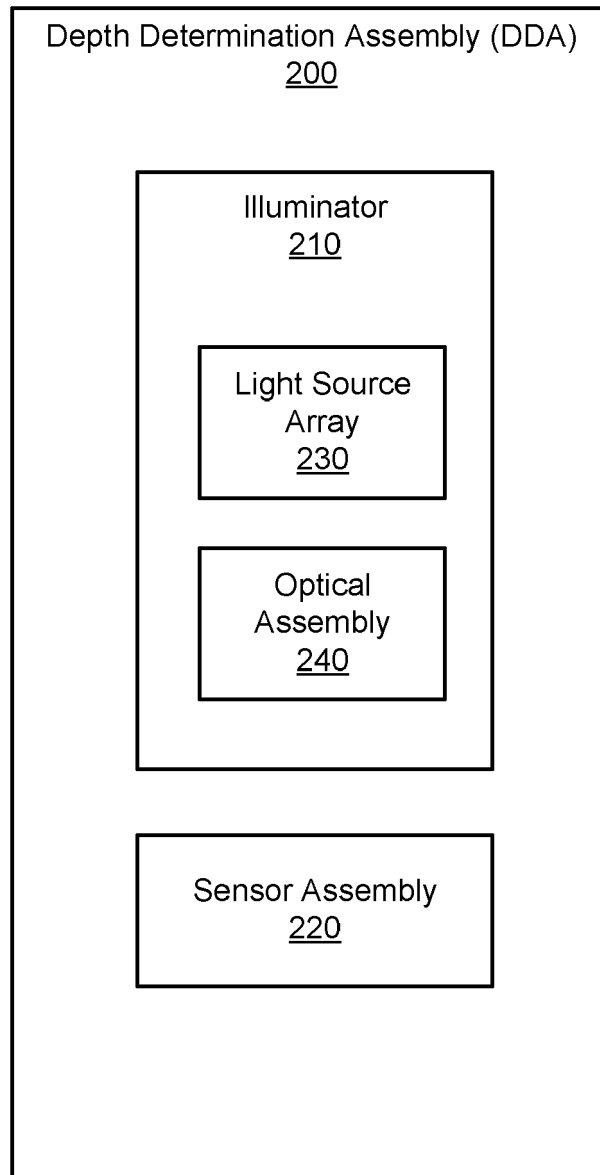 Depth Determination Assembly (DDA)
200
Illuminator
210
Light Source
Array
230
Optical
Assembly
240
Sensor Assembly
220